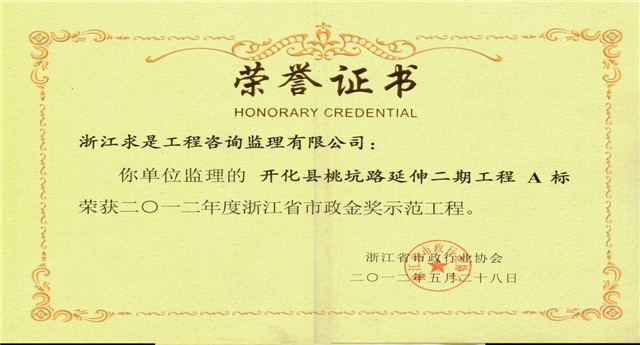 荣誉证书
HONORARY CREDENTIAL
浙江求是工程咨询监理有限公司：
你单位监理的 开化县桃坑路延伸二期工程 A 标
荣获二〇一二年度浙江省市政金奖示范工程。
浙江省市政行业协会
二〇一二年五月二十八日